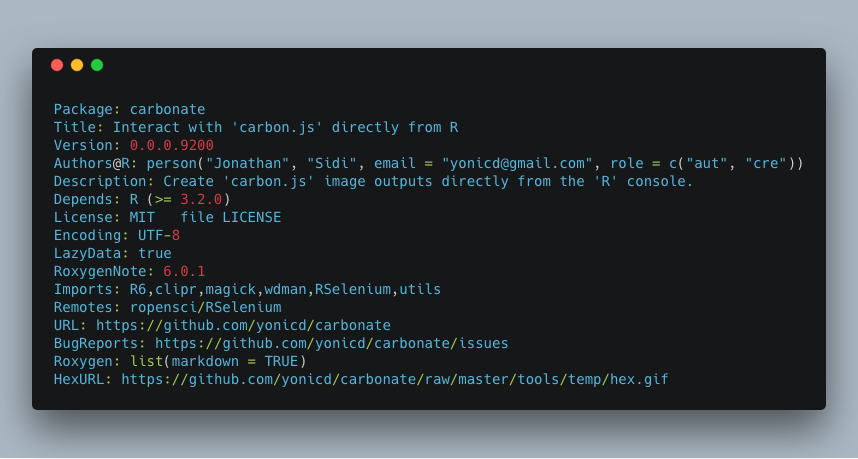 Package: carbonate
Title: Interact with 'carbon.js' directly from R
Version: 0.0.0.9200
Authors@R: person("Jonathan", "Sidi", email = "yonicd@gmail.com", role = c("aut", "cre"))
Description: Create 'carbon.js' image outputs directly from the 'R' console.
Depends: R (>= 3.2.0)
License: MIT   file LICENSE
Encoding: UTF-8
LazyData: true
RoxygenNote: 6.0.1
Imports: R6,clipr,magick,wdman,RSelenium,utils
Remotes: ropensci/RSelenium
URL: https://github.com/yonicd/carbonate
BugReports: https://github.com/yonicd/carbonate/issues
Roxygen: list(markdown = TRUE)
HexURL: https://github.com/yonicd/carbonate/raw/master/tools/temp/hex.gif